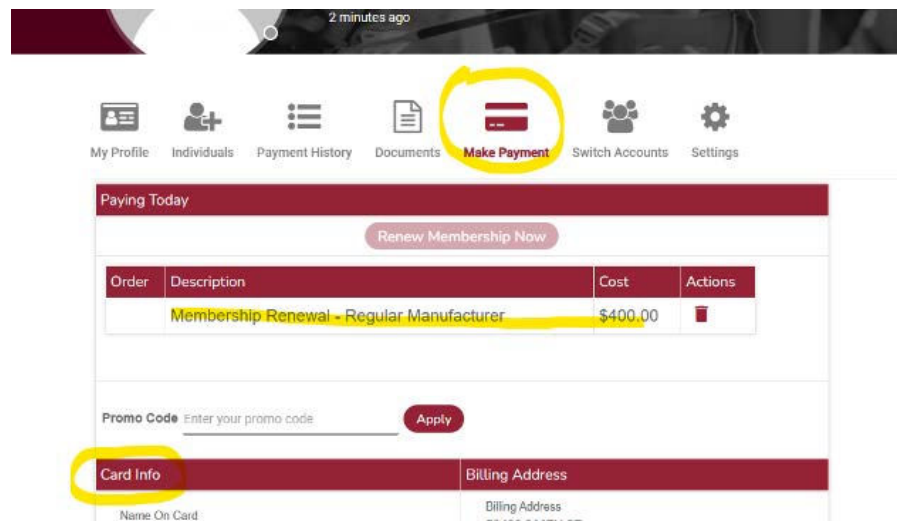 2 minutes ago
My Profile Individuals Payment History Documents Make Payment Switch Accounts Settings
Paying Today
Renew Membership Now
Order Description Cost Actions
Membership Renewal - Regular Manufacturer $400.00
Promo Code Enter your promo code Apply
Card Info Billing Address
Name On Card Billing Address